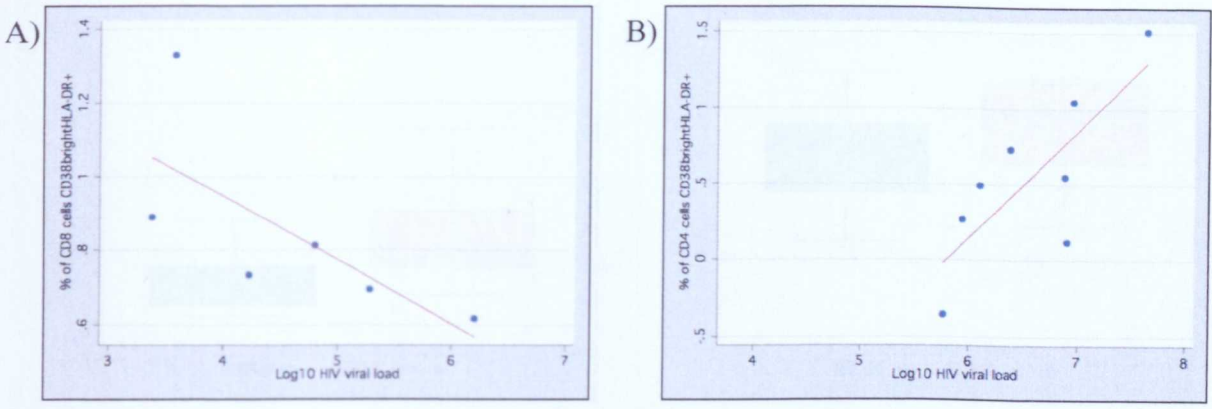 A)
% of CD8 cells CD38brightHLA-DR+
1.4
1.2
1
.8
.6
3 4 5 6 7
Log10 HIV viral load
B)
% of CD4 cells CD38brightHLA-DR+
1.5
1
.5
0
-.5
4 5 6 7 8
Log10 HIV viral load